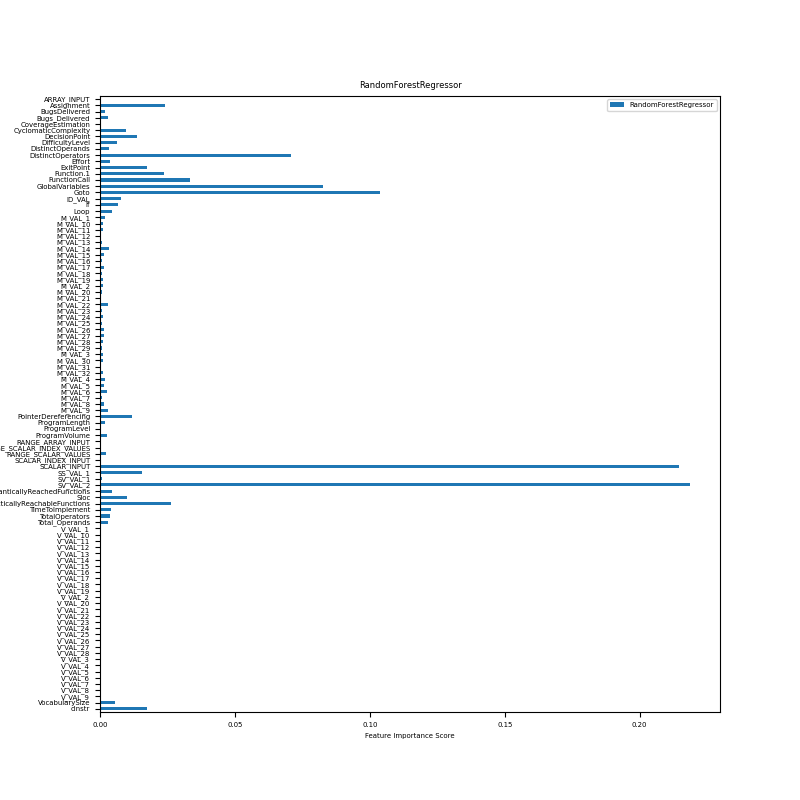 RandomForestRegressor
RandomForestRegressor
ARRAY_INPUT
Assignment
BugsDelivered
Bugs_Delivered
CoverageEstimation
CyclomaticComplexity
DecisionPoint
DifficultyLevel
DistinctOperands
DistinctOperators
Effort
ExitPoint
Function.1
FunctionCall
GlobalVariables
Goto
ID_VAL
If
Loop
M_VAL_1
M_VAL_10
M_VAL_11
M_VAL_12
M_VAL_13
M_VAL_14
M_VAL_15
M_VAL_16
M_VAL_17
M_VAL_18
M_VAL_19
M_VAL_2
M_VAL_20
M_VAL_21
M_VAL_22
M_VAL_23
M_VAL_24
M_VAL_25
M_VAL_26
M_VAL_27
M_VAL_28
M_VAL_29
M_VAL_3
M_VAL_30
M_VAL_31
M_VAL_32
M_VAL_4
M_VAL_5
M_VAL_6
M_VAL_7
M_VAL_8
M_VAL_9
PointerDereferencing
ProgramLength
ProgramLevel
ProgramVolume
RANGE_ARRAY_INPUT
E_SCALAR_INDEX_VALUES
RANGE_SCALAR_VALUES
SCALAR_INDEX_INPUT
SCALAR_INPUT
SS_VAL_1
SV_VAL_1
SV_VAL_2
anticallyReachedFunctions
Sloc
ticallyReachableFunctions
TimeToImplement
TotalOperators
Total_Operands
V_VAL_1
V_VAL_10
V_VAL_11
V_VAL_12
V_VAL_13
V_VAL_14
V_VAL_15
V_VAL_16
V_VAL_17
V_VAL_18
V_VAL_19
V_VAL_2
V_VAL_20
V_VAL_21
V_VAL_22
V_VAL_23
V_VAL_24
V_VAL_25
V_VAL_26
V_VAL_27
V_VAL_28
V_VAL_3
V_VAL_4
V_VAL_5
V_VAL_6
V_VAL_7
V_VAL_8
V_VAL_9
VocabularySize
cinstr
0.00 0.05 0.10 0.15 0.20
Feature Importance Score